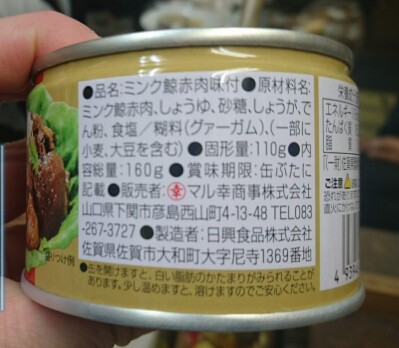 ●品名:ミンク鯨赤肉味付●原材料名:
ミンク鯨赤肉、しょうゆ、砂糖、しょうが、で
ん粉、食塩/糊料(グァーガム)、(一部に
小麦、大豆を含む)●固形量:110g●内
容総量:160g●賞味期限:缶ぶたに
記載●販売者:幸マル幸商事株式会社
山口県下関市彦島西山町4-13-48 TEL083
-267-3727●製造者:日興食品株式会社
佐賀県佐賀市大和町大字尼寺1369番地
●缶を開けますと、白い脂肪のかたまりがみられることが
あります。少し温めますと、溶けますのでご安心ください。
盛りつけ例
エネルギー
たんぱく質
脂 質
ご注意